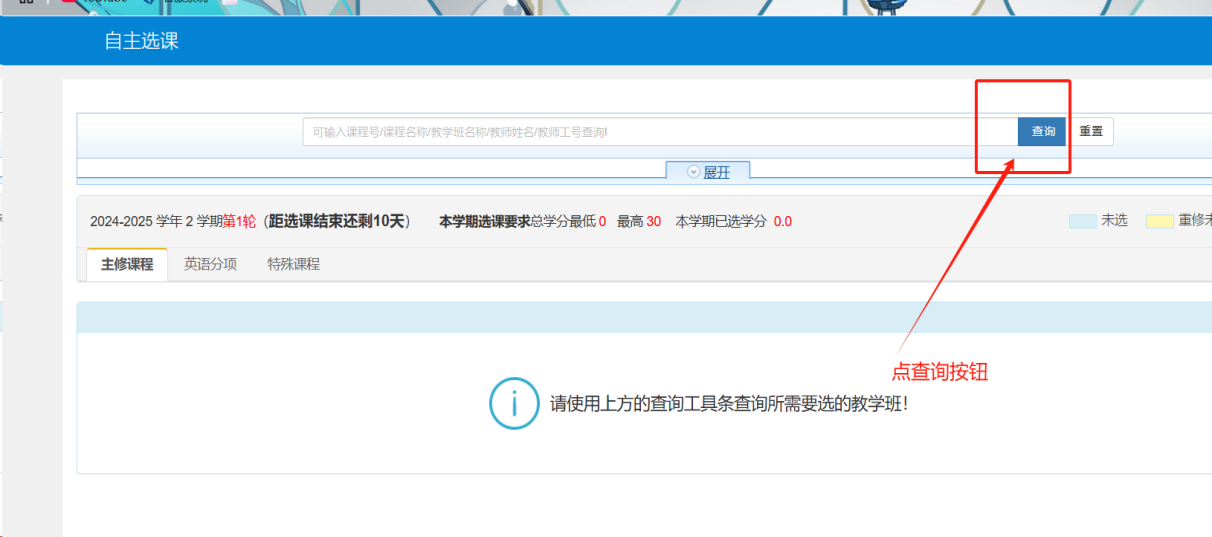 自主选课
可输入课程号/课程名称/教学班名称/教师姓名/教师工号查询!
查询 重置
展开
2024-2025 学年 2 学期第1轮（距选课结束还剩10天） 本学期选课要求总学分最低 0 最高 30 本学期已选学分 0.0 未选 重修未
主修课程 英语分项 特殊课程
点查询按钮
请使用上方的查询工具条查询所需要选的教学班！